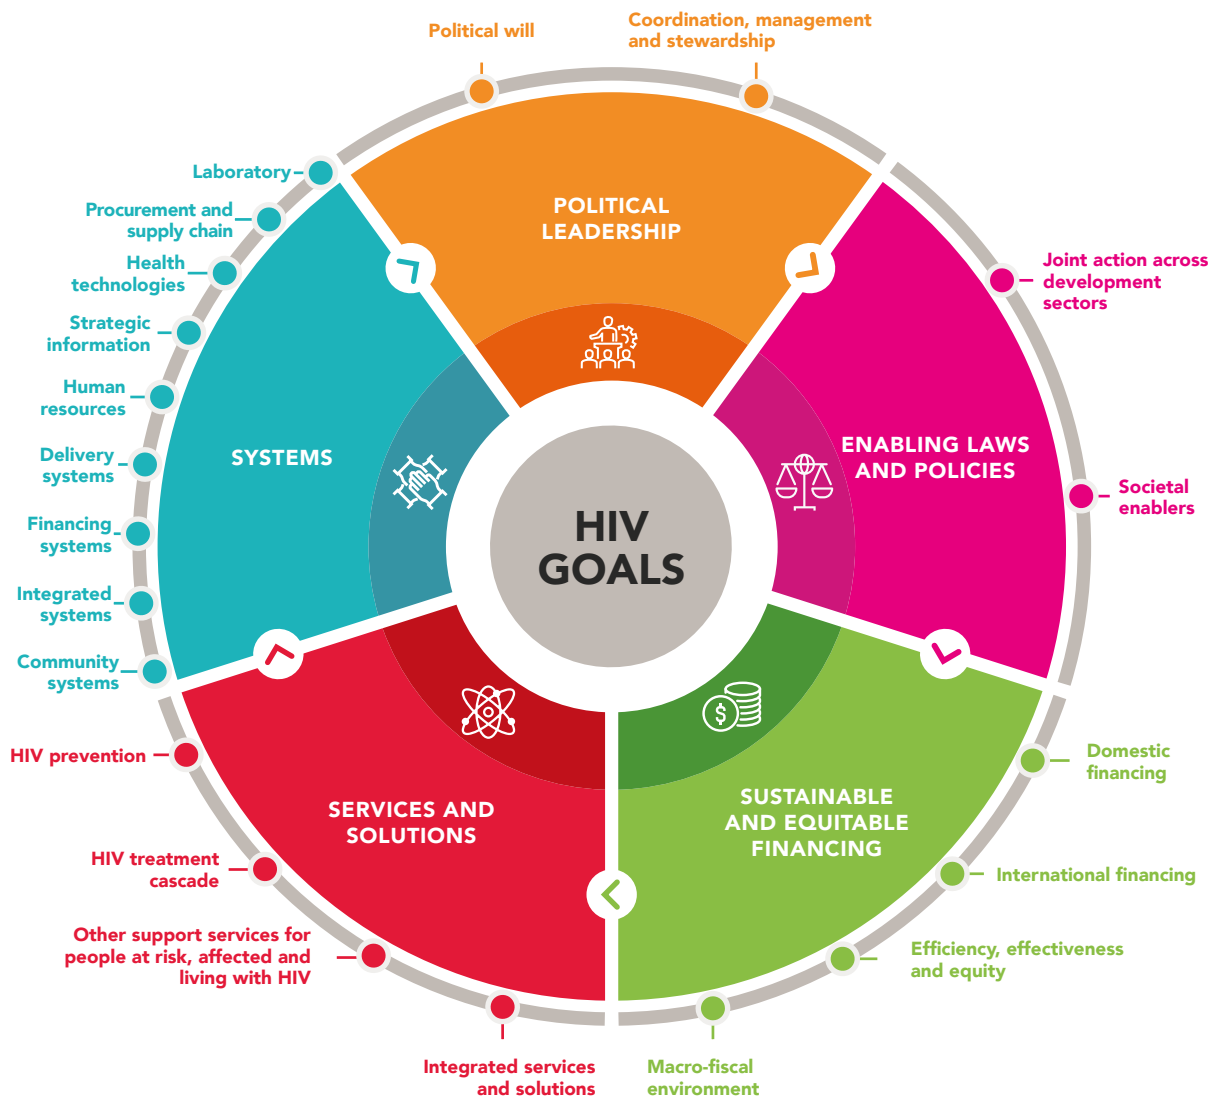 Political will
Coordination, management
and stewardship
Laboratory
Procurement and
supply chain
Health
technologies
Strategic
information
Human
resources
Delivery
systems
Financing
systems
Integrated
systems
Community
systems
POLITICAL
LEADERSHIP
SYSTEMS
ENABLING LAWS
AND POLICIES
Joint action across
development
sectors
Societal
enablers
HIV
GOALS
$
SERVICES AND
SOLUTIONS
SUSTAINABLE
AND EQUITABLE
FINANCING
HIV prevention
HIV treatment
cascade
Other support services for
people at risk, affected and
living with HIV
Integrated services
and solutions
Domestic
financing
International financing
Efficiency, effectiveness
and equity
Macro-fiscal
environment